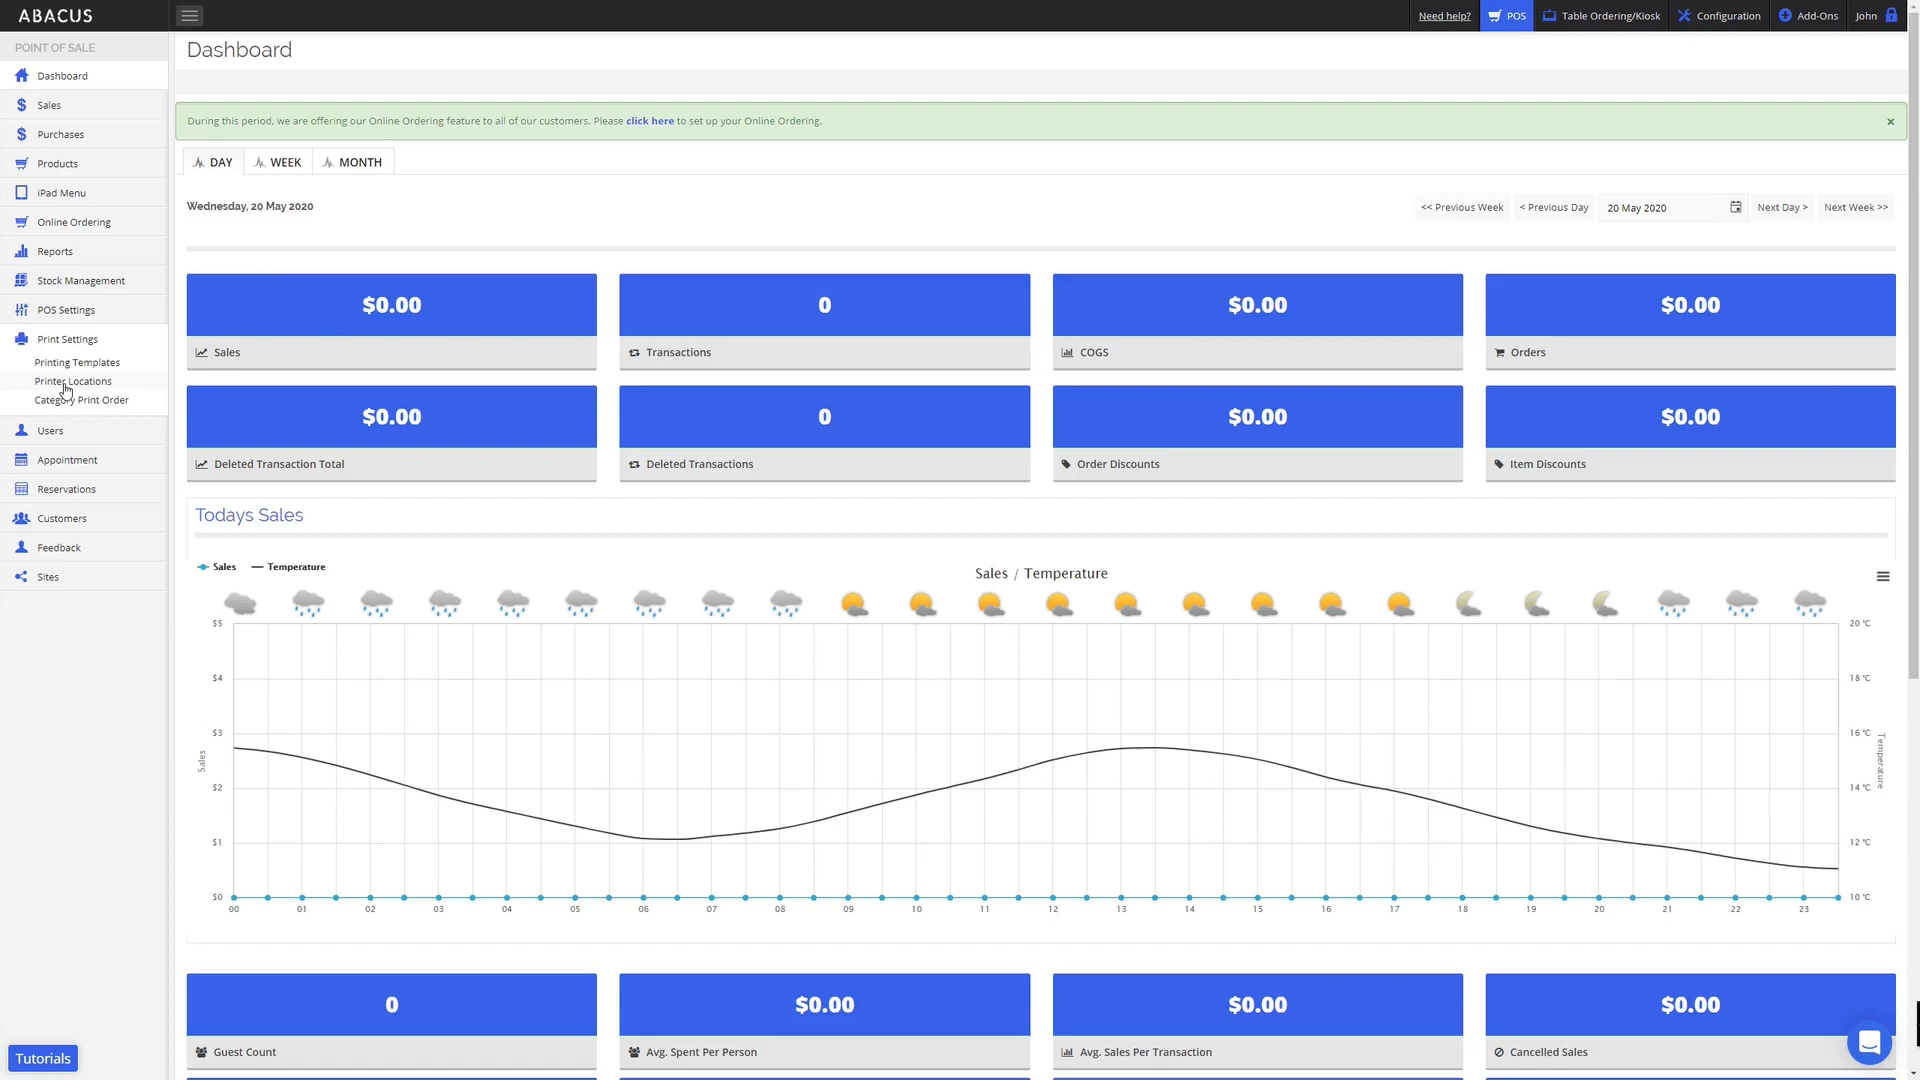 ABACUS
Need help?
POS
Table Ordering/Kiosk
Configuration
Add-Ons
John
POINT OF SALE
Dashboard
Sales
Purchases
Products
iPad Menu
Online Ordering
Reports
Stock Management
POS Settings
Print Settings
Printing Templates
Printer Locations
Category Print Order
Users
Appointment
Reservations
Customers
Feedback
Sites
Tutorials
Dashboard
During this period, we are offering our Online Ordering feature to all of our customers. Please click here to set up your Online Ordering.
×
DAY
WEEK
MONTH
Wednesday, 20 May 2020
<< Previous Week
< Previous Day
20 May 2020
Next Day >
Next Week >>
$0.00
Sales
0
Transactions
$0.00
COGS
$0.00
Orders
$0.00
Deleted Transaction Total
0
Deleted Transactions
$0.00
Order Discounts
$0.00
Item Discounts
Todays Sales
Sales
Temperature
Sales / Temperature
$5
$4
$3
$2
$1
$0
Sales
20 °C
18 °C
16 °C
14 °C
12 °C
10 °C
Temperature
00 01 02 03 04 05 06 07 08 09 10 11 12 13 14 15 16 17 18 19 20 21 22 23
0
Guest Count
$0.00
Avg. Spent Per Person
$0.00
Avg. Sales Per Transaction
$0.00
Cancelled Sales